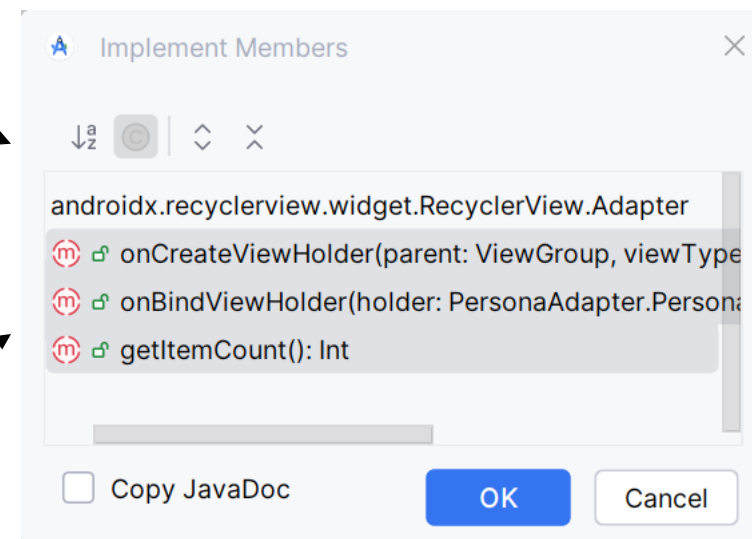 Implement Members
androidx.recyclerview.widget.RecyclerView.Adapter
onCreateViewHolder(parent: ViewGroup, viewType
onBindViewHolder(holder: PersonaAdapter.Persona
getItemCount(): Int
Copy JavaDoc
OK
Cancel